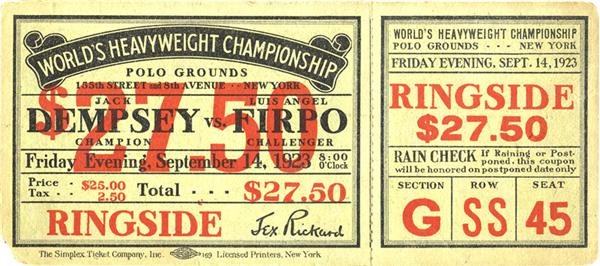 WORLD'S HEAVYWEIGHT CHAMPIONSHIP
POLO GROUNDS
155TH STREET and 8TH AVENUE -- NEW YORK
$27.50
JACK LUIS ANGEL
DEMPSEY vs. FIRPO
CHAMPION CHALLENGER
Friday Evening, September 14, 1923 8:00 O'Clock
Price - - $25.00
Tax - - 2.50
Total - - - $27.50
RINGSIDE Tex Rickard
The Simplex Ticket Company, Inc. 169 Licensed Printers, New York
WORLD'S HEAVYWEIGHT CHAMPIONSHIP
POLO GROUNDS - - - NEW YORK
FRIDAY EVENING, SEPT. 14, 1923
RINGSIDE
$27.50
RAIN CHECK If Raining or Post-
poned, this coupon
will be honored on postponed date only
SECTION ROW SEAT
G SS 45